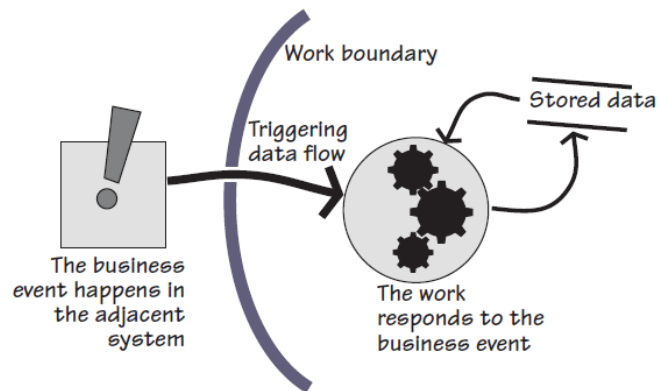 Work boundary
Stored data
Triggering
data flow
The business
event happens in
the adjacent
system
The work
responds to the
business event